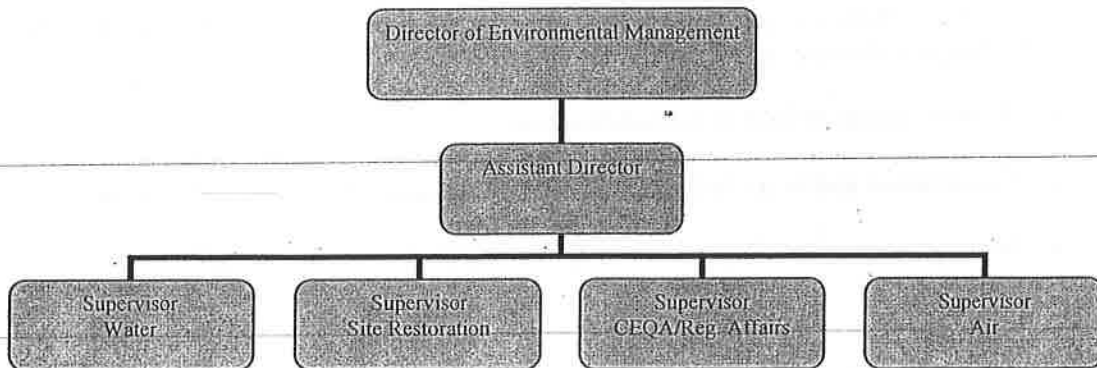 Director of Environmental Management
Assistant Director
Supervisor
Water
Supervisor
Site Restoration
Supervisor
CEQA/Reg. Affairs
Supervisor
Air